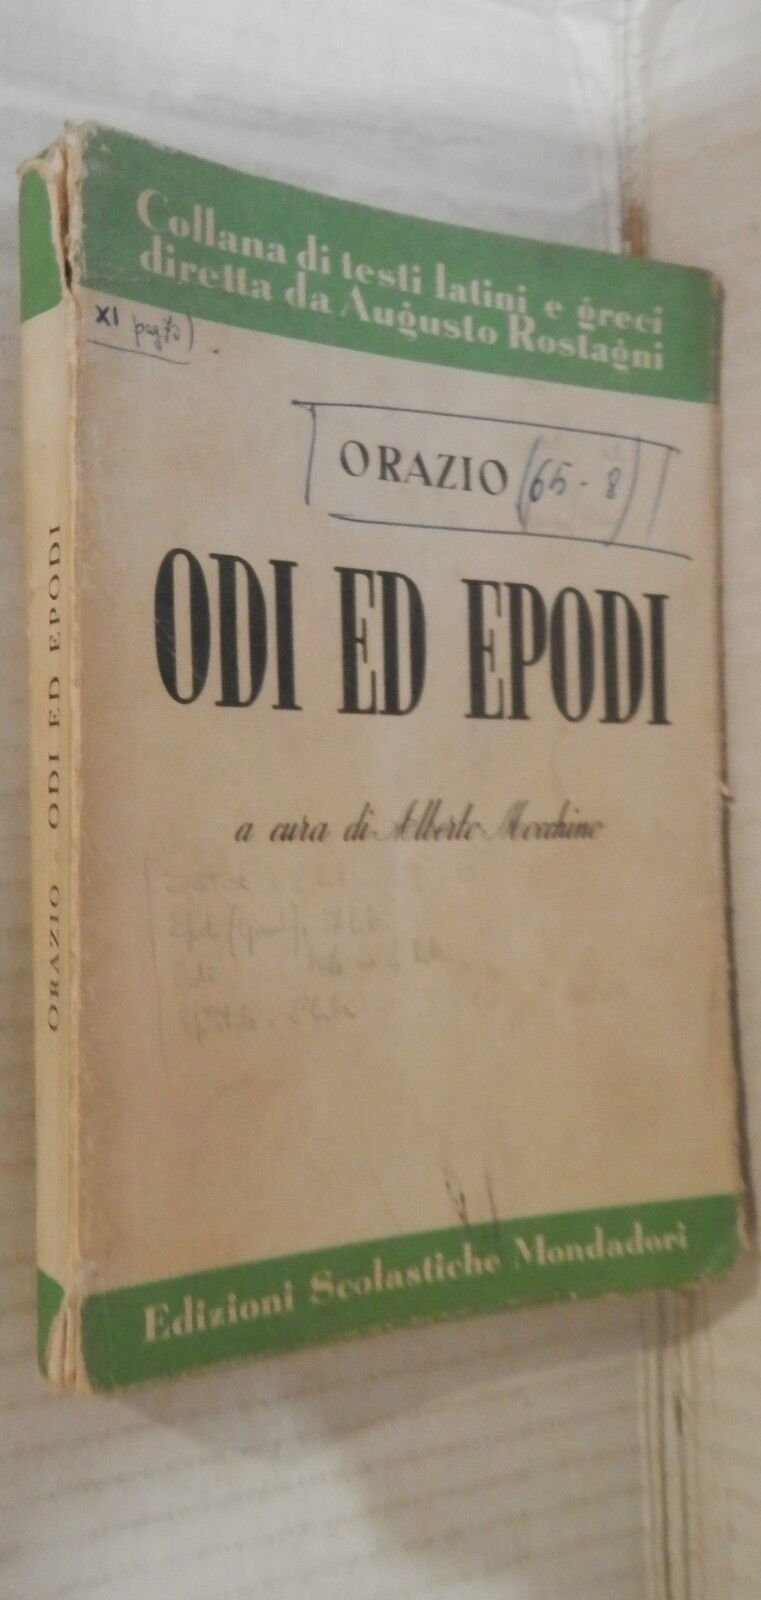 Collana di testi latini e greci
diretta da Augusto Rostagni
XI
ORAZIO (65-8)
ODI ED EPODI
a cura di Alberto Mocchino
Edizioni Scolastiche Mondadori
ORAZIO - ODI ED EPODI